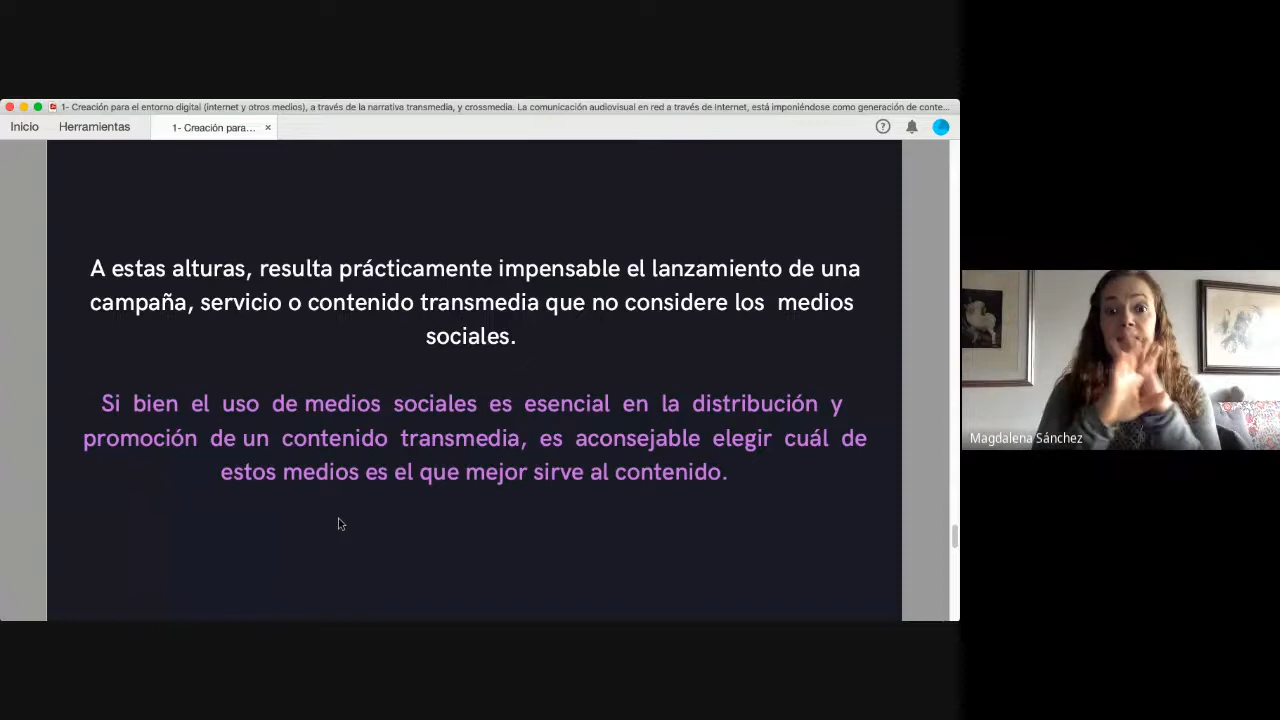 1- Creación para el entorno digital (internet y otros medios), a través de la narrativa transmedia, y crossmedia. La comunicación audiovisual en red a través de Internet, está imponiéndose como generación de conte...
Inicio Herramientas 1- Creación para... × ?
A estas alturas, resulta prácticamente impensable el lanzamiento de una
campaña, servicio o contenido transmedia que no considere los medios
sociales.
Si bien el uso de medios sociales es esencial en la distribución y
promoción de un contenido transmedia, es aconsejable elegir cuál de
estos medios es el que mejor sirve al contenido.
Magdalena Sánchez